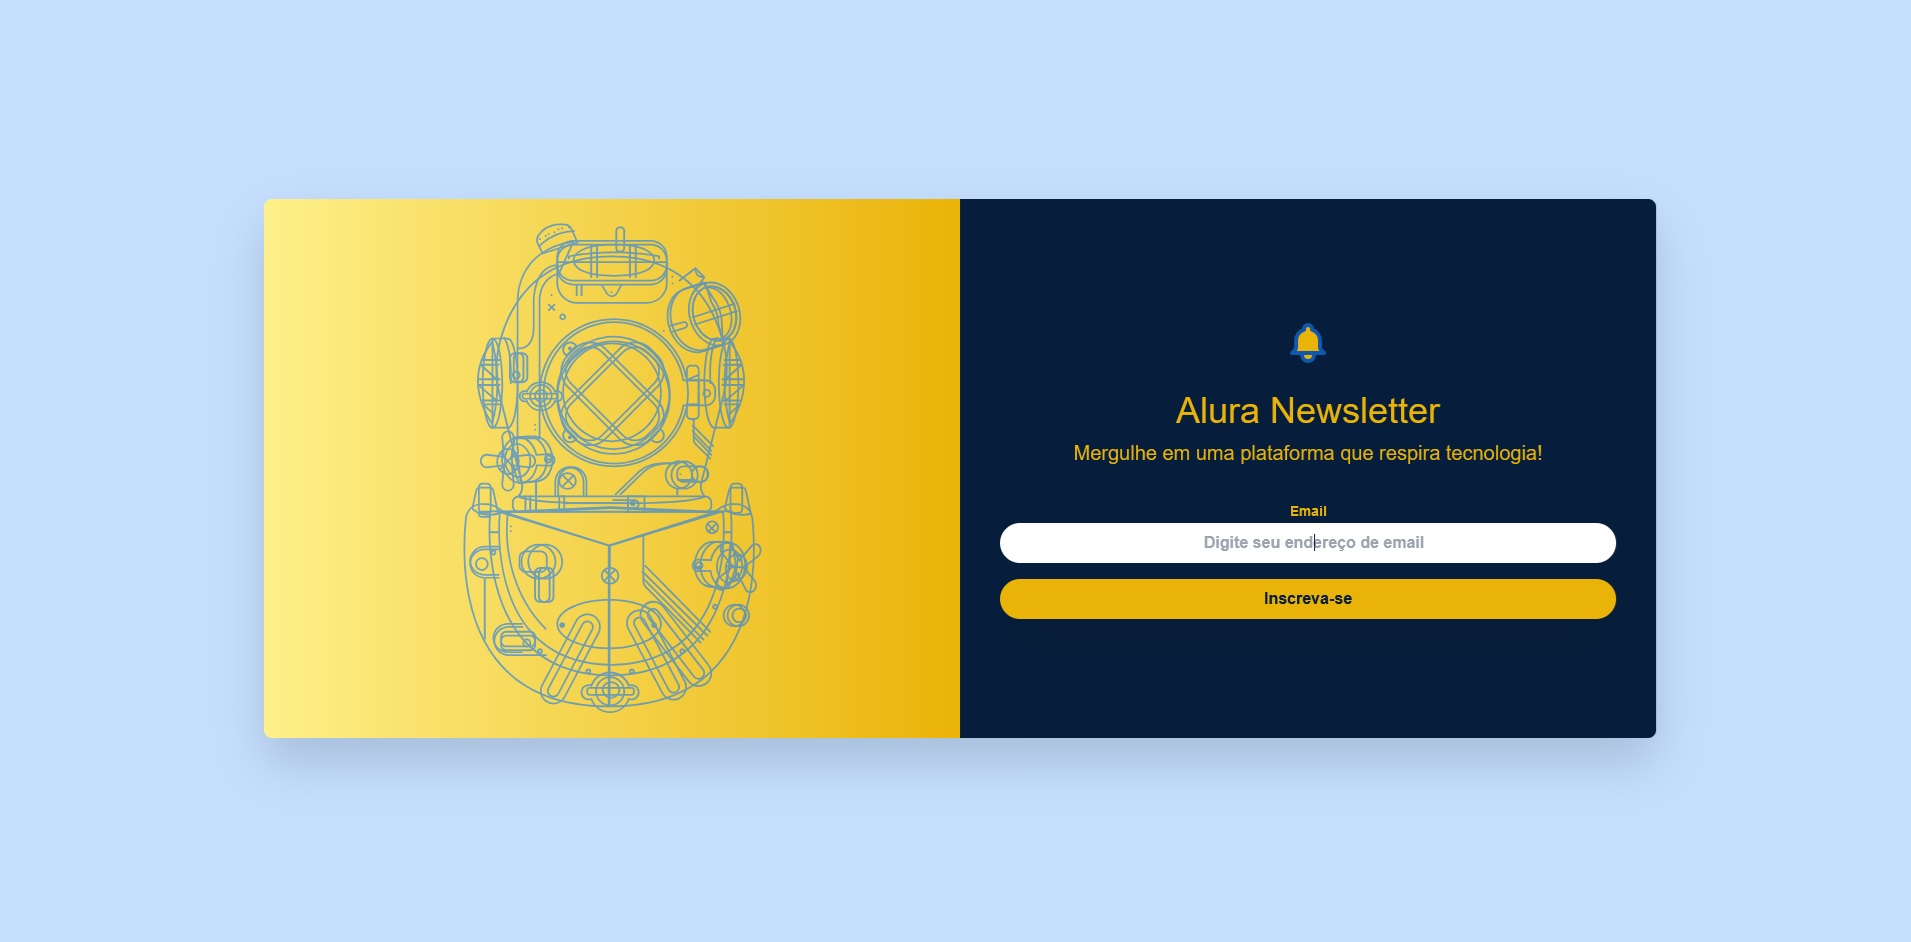 Alura Newsletter
Mergulhe em uma plataforma que respira tecnologia!
Email
Digite seu endereço de email
Inscreva-se